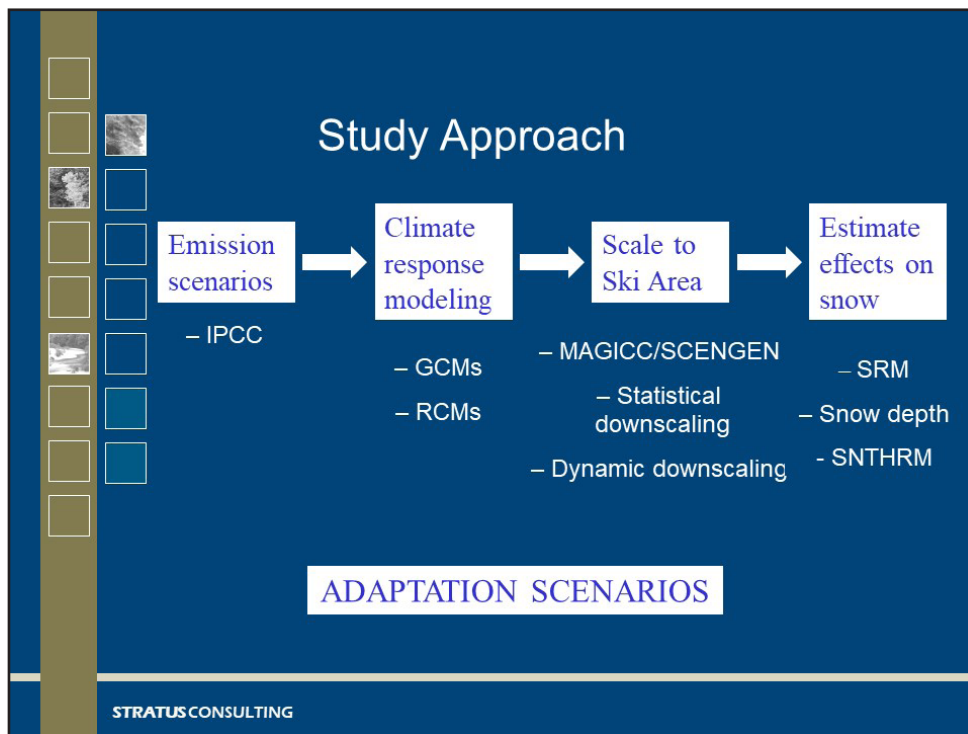 Study Approach
Emission
scenarios
– IPCC
Climate
response
modeling
– GCMs
– RCMs
Scale to
Ski Area
– MAGICC/SCENGEN
– Statistical
downscaling
– Dynamic downscaling
Estimate
effects on
snow
– SRM
– Snow depth
- SNTHRM
ADAPTATION SCENARIOS
STRATUS CONSULTING